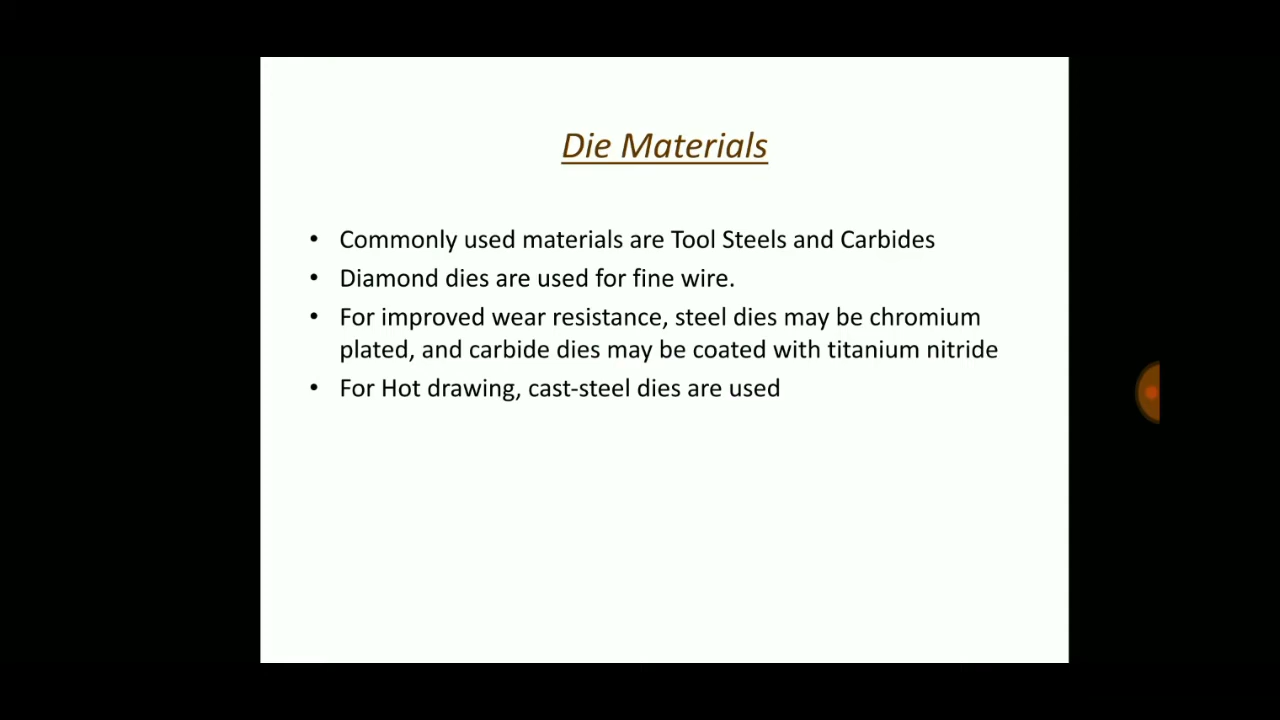 Die Materials
• Commonly used materials are Tool Steels and Carbides
• Diamond dies are used for fine wire.
• For improved wear resistance, steel dies may be chromium
plated, and carbide dies may be coated with titanium nitride
• For Hot drawing, cast-steel dies are used